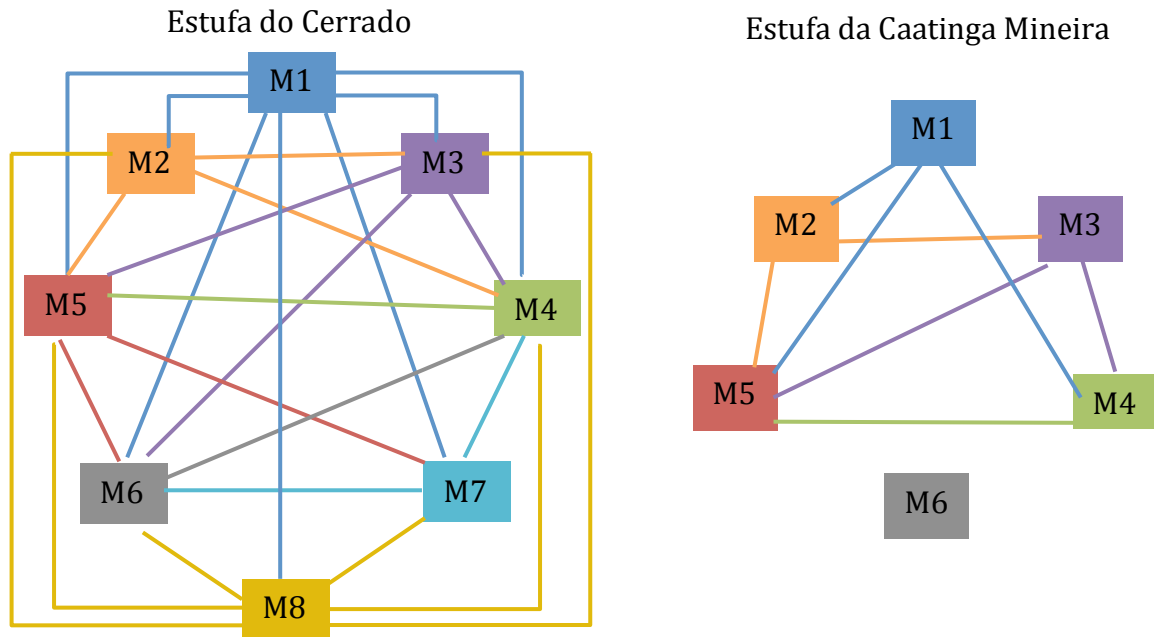 Estufa do Cerrado
M1
M2
M3
M5
M4
M6
M7
M8
Estufa da Caatinga Mineira
M1
M2
M3
M5
M4
M6